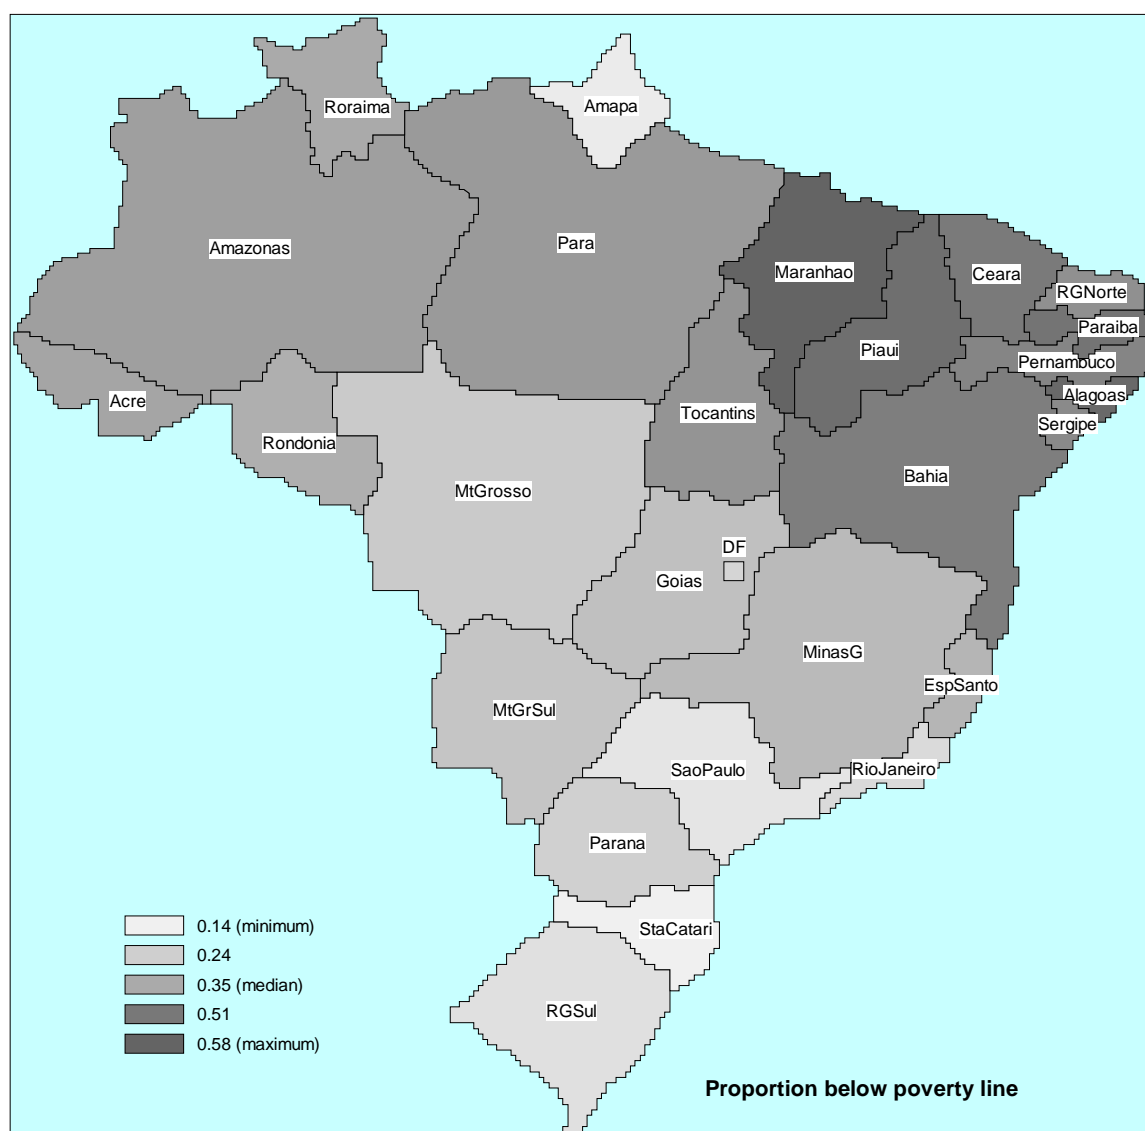 Roraima
Amapa
Amazonas
Para
Maranhao
Ceara
RGNorte
Paraiba
Piaui
Pernambuco
Acre
Alagoas
Tocantins
Sergipe
Rondonia
Bahia
MtGrosso
DF
Goias
MinasG
EspSanto
MtGrSul
SaoPaulo
RioJaneiro
Parana
StaCatari
RGSul
0.14 (minimum)
0.24
0.35 (median)
0.51
0.58 (maximum)
Proportion below poverty line